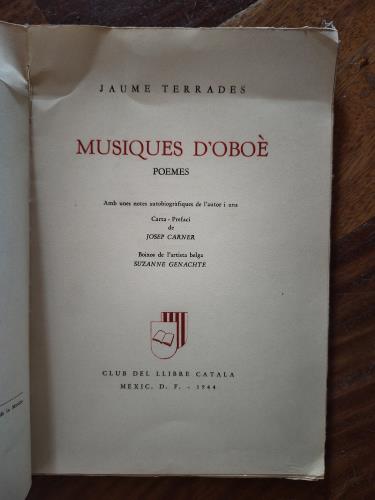 JAUME TERRADES
MUSIQUES D'OBOÈ
POEMES
Amb unes notes autobiogràfiques de l'autor i una
Carta - Prefaci
de
JOSEP CARNER
Boixos de l'artista belga
SUZANNE GENACHTE
CLUB DEL LLIBRE CATALA
MEXIC, D. F. - 1944